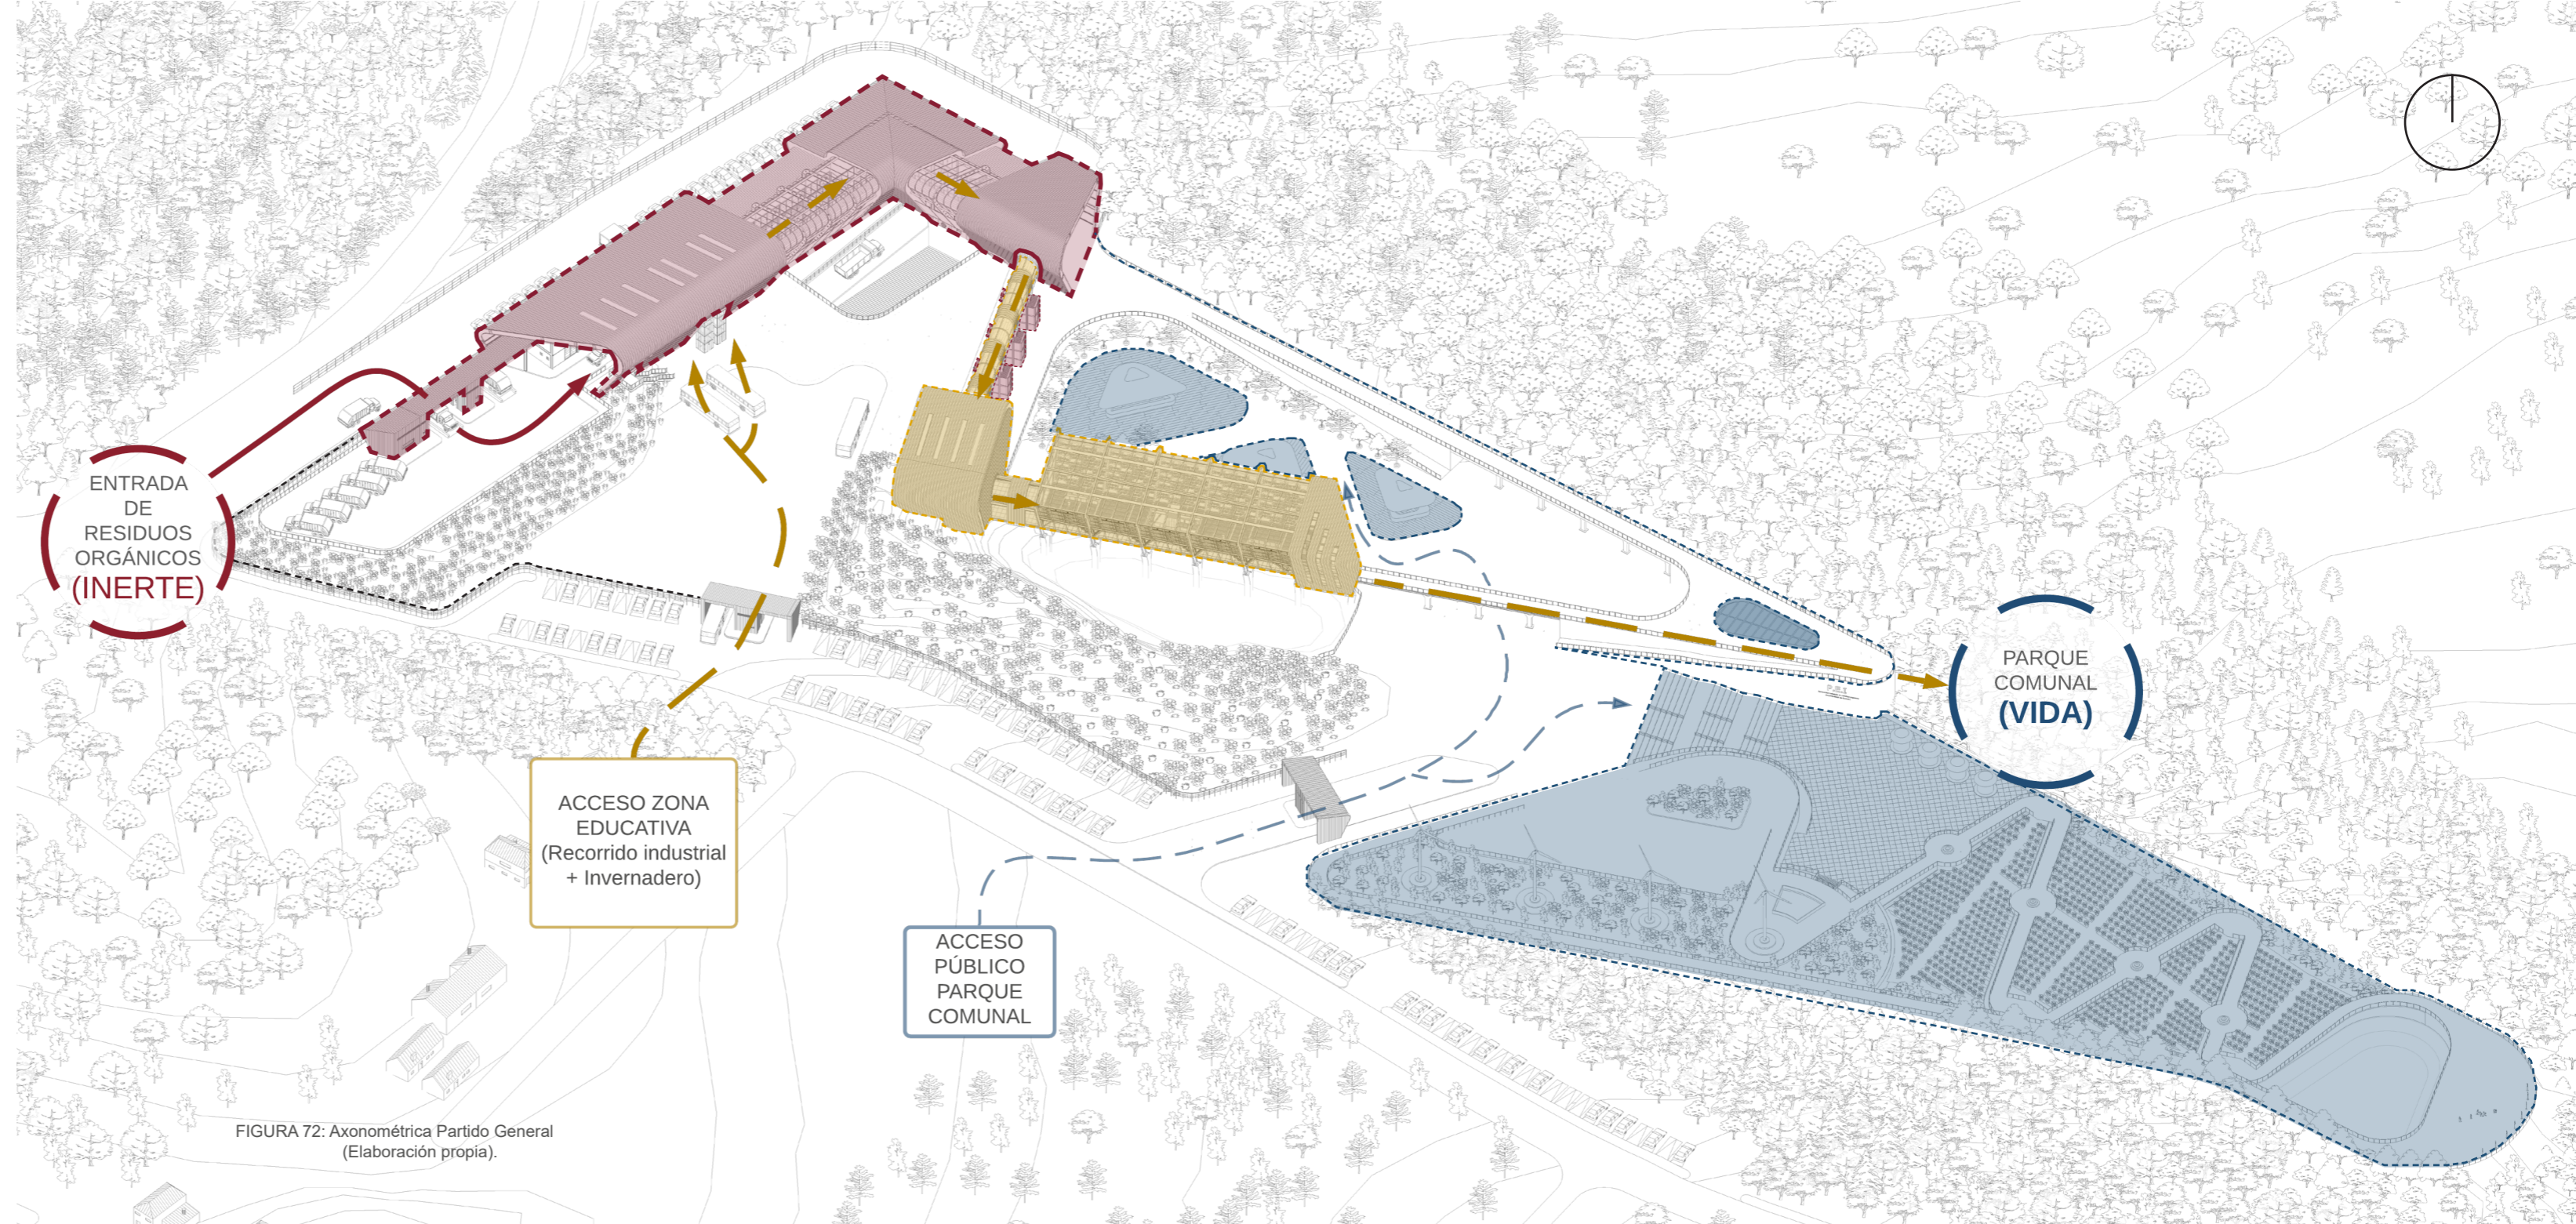 ENTRADA
DE
RESIDUOS
ORGÁNICOS
(INERTE)
PARQUE
COMUNAL
(VIDA)
ACCESO ZONA
EDUCATIVA
(Recorrido industrial
+ Invernadero)
ACCESO
PÚBLICO
PARQUE
COMUNAL
FIGURA 72: Axonométrica Partido General
(Elaboración propia).